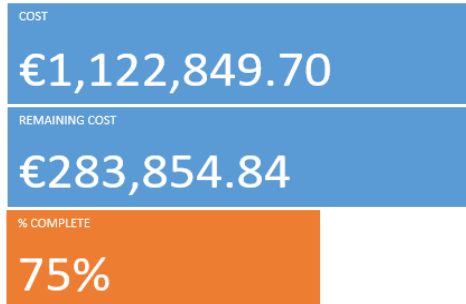 COST
€1,122,849.70
REMAINING COST
€283,854.84
% COMPLETE
75%